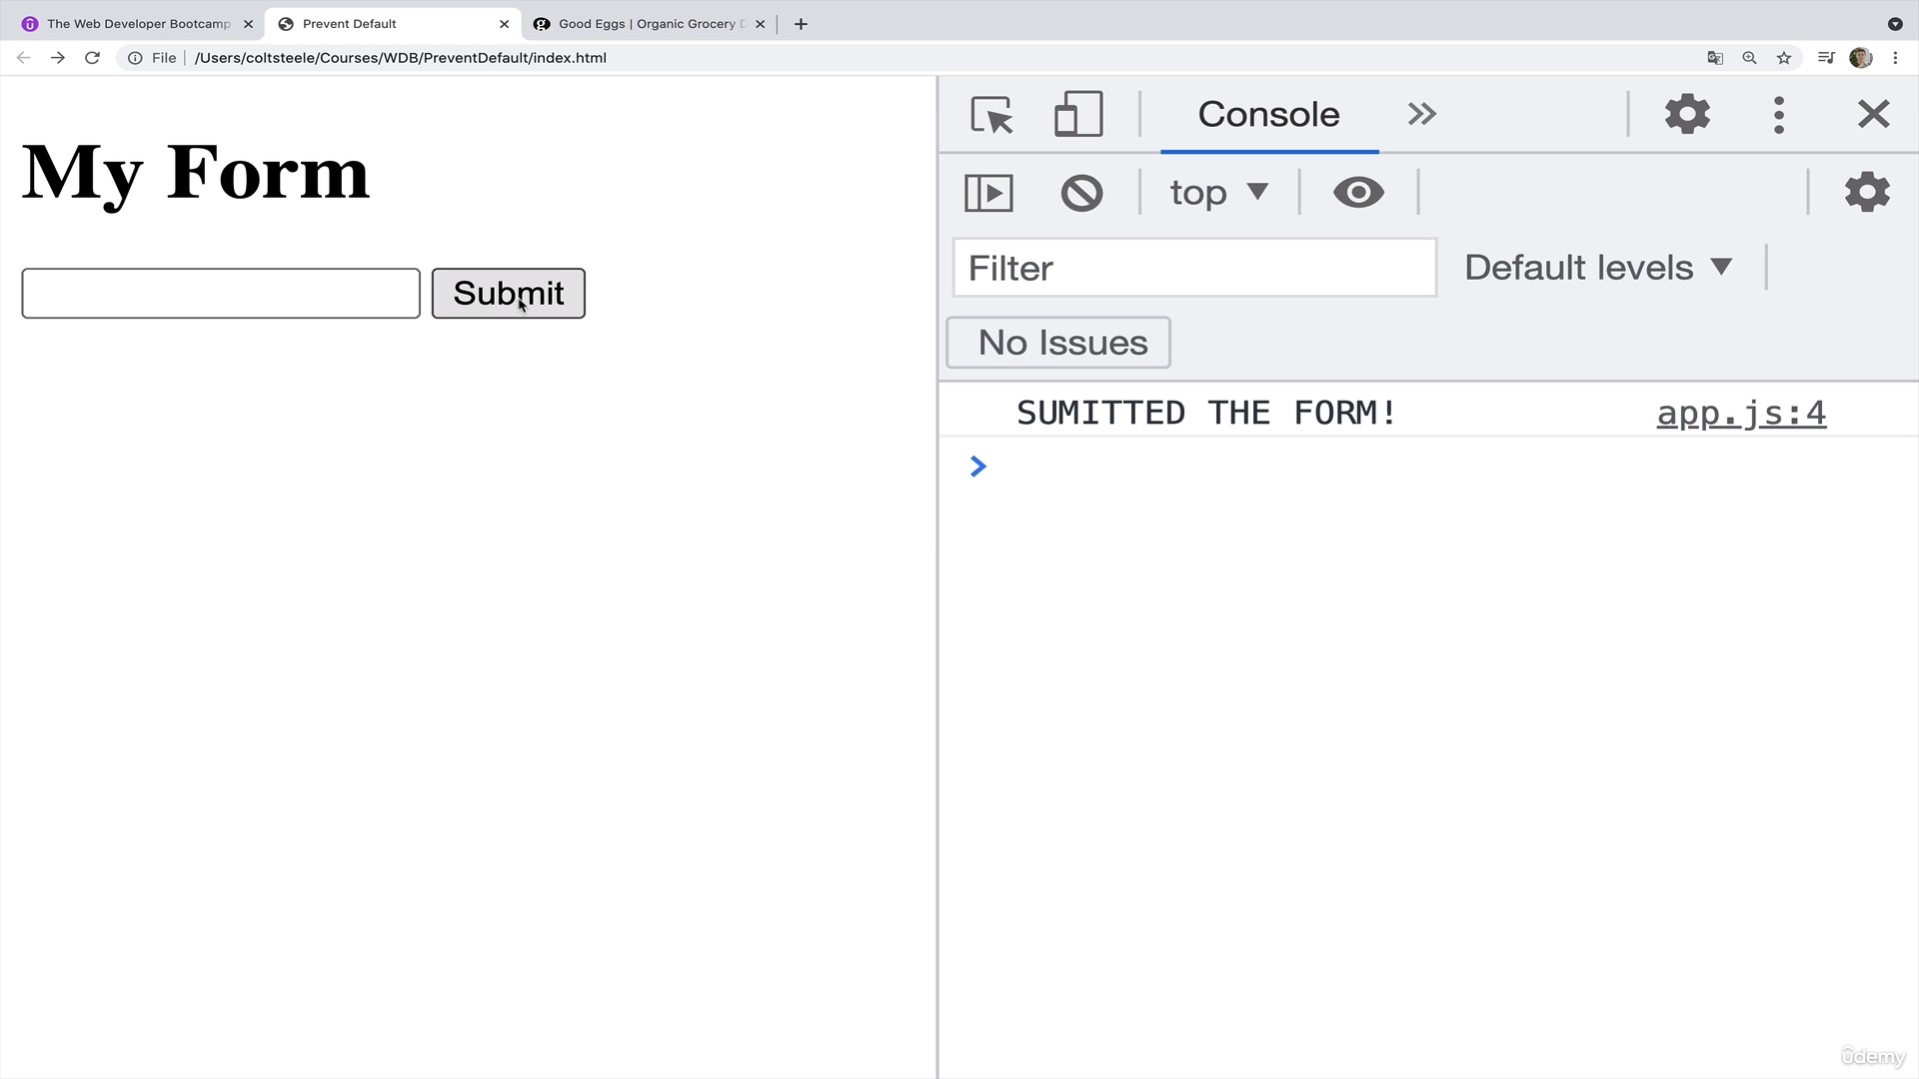 The Web Developer Bootcamp
Prevent Default
Good Eggs | Organic Grocery D
File
/Users/coltsteele/Courses/WDB/PreventDefault/index.html
My Form
Submit
Console
top
Filter
Default levels
No Issues
SUMITTED THE FORM!
app.js:4
ûdemy